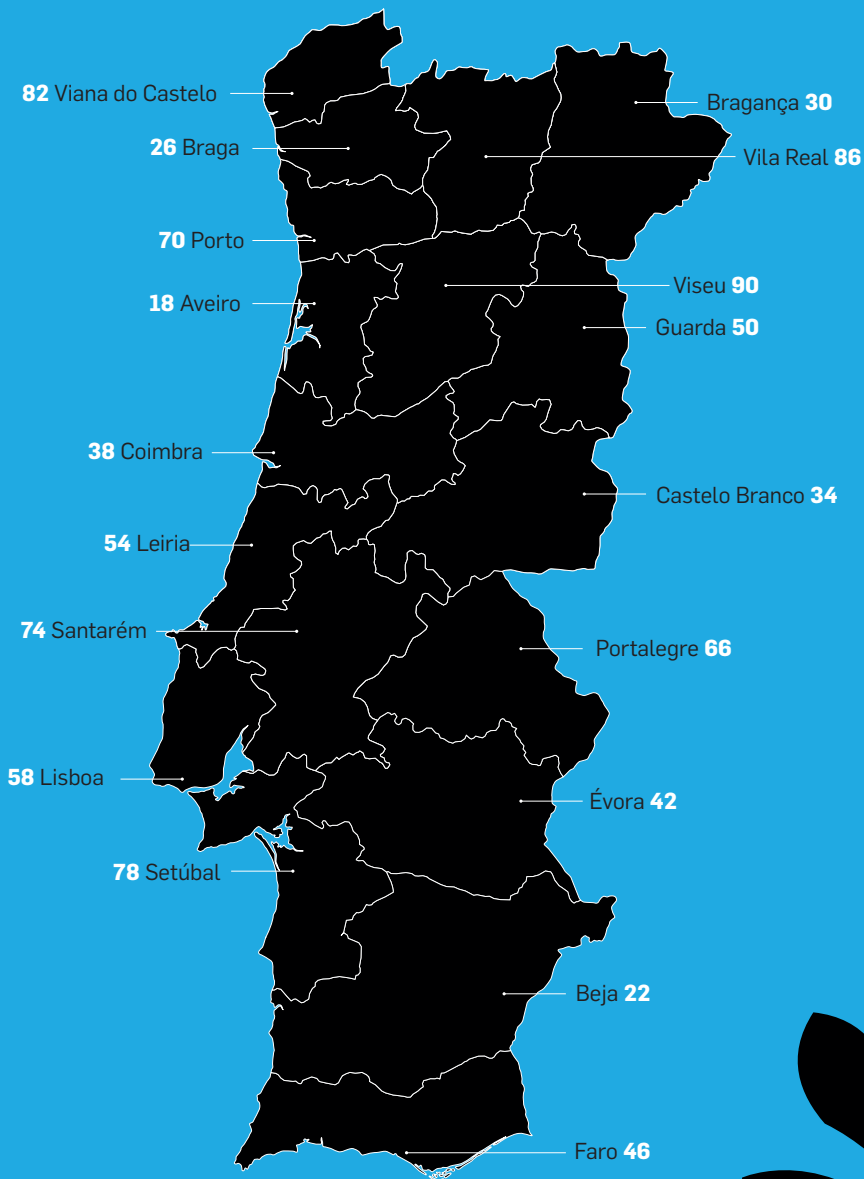 82 Viana do Castelo
Bragança 30
26 Braga
Vila Real 86
70 Porto
Viseu 90
18 Aveiro
Guarda 50
38 Coimbra
Castelo Branco 34
54 Leiria
74 Santarém
Portalegre 66
58 Lisboa
Évora 42
78 Setúbal
Beja 22
Faro 46